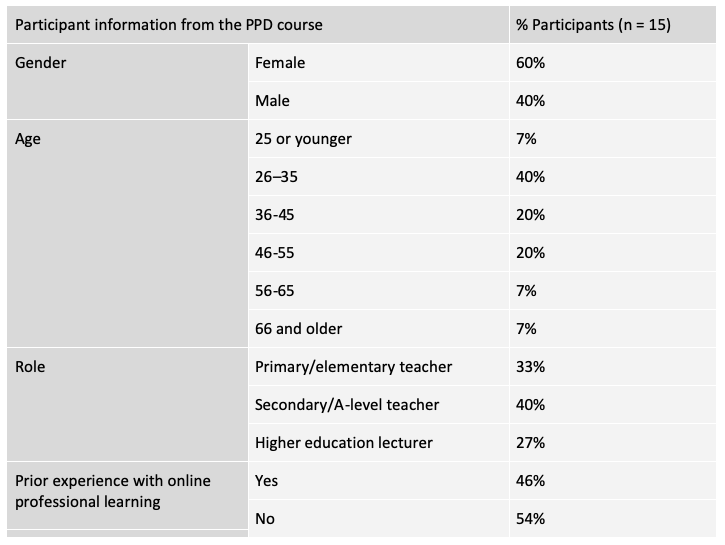 Participant information from the PPD course % Participants (n = 15)
Gender Female 60%
Male 40%
Age 25 or younger 7%
26–35 40%
36-45 20%
46-55 20%
56-65 7%
66 and older 7%
Role Primary/elementary teacher 33%
Secondary/A-level teacher 40%
Higher education lecturer 27%
Prior experience with online Yes 46%
professional learning
No 54%